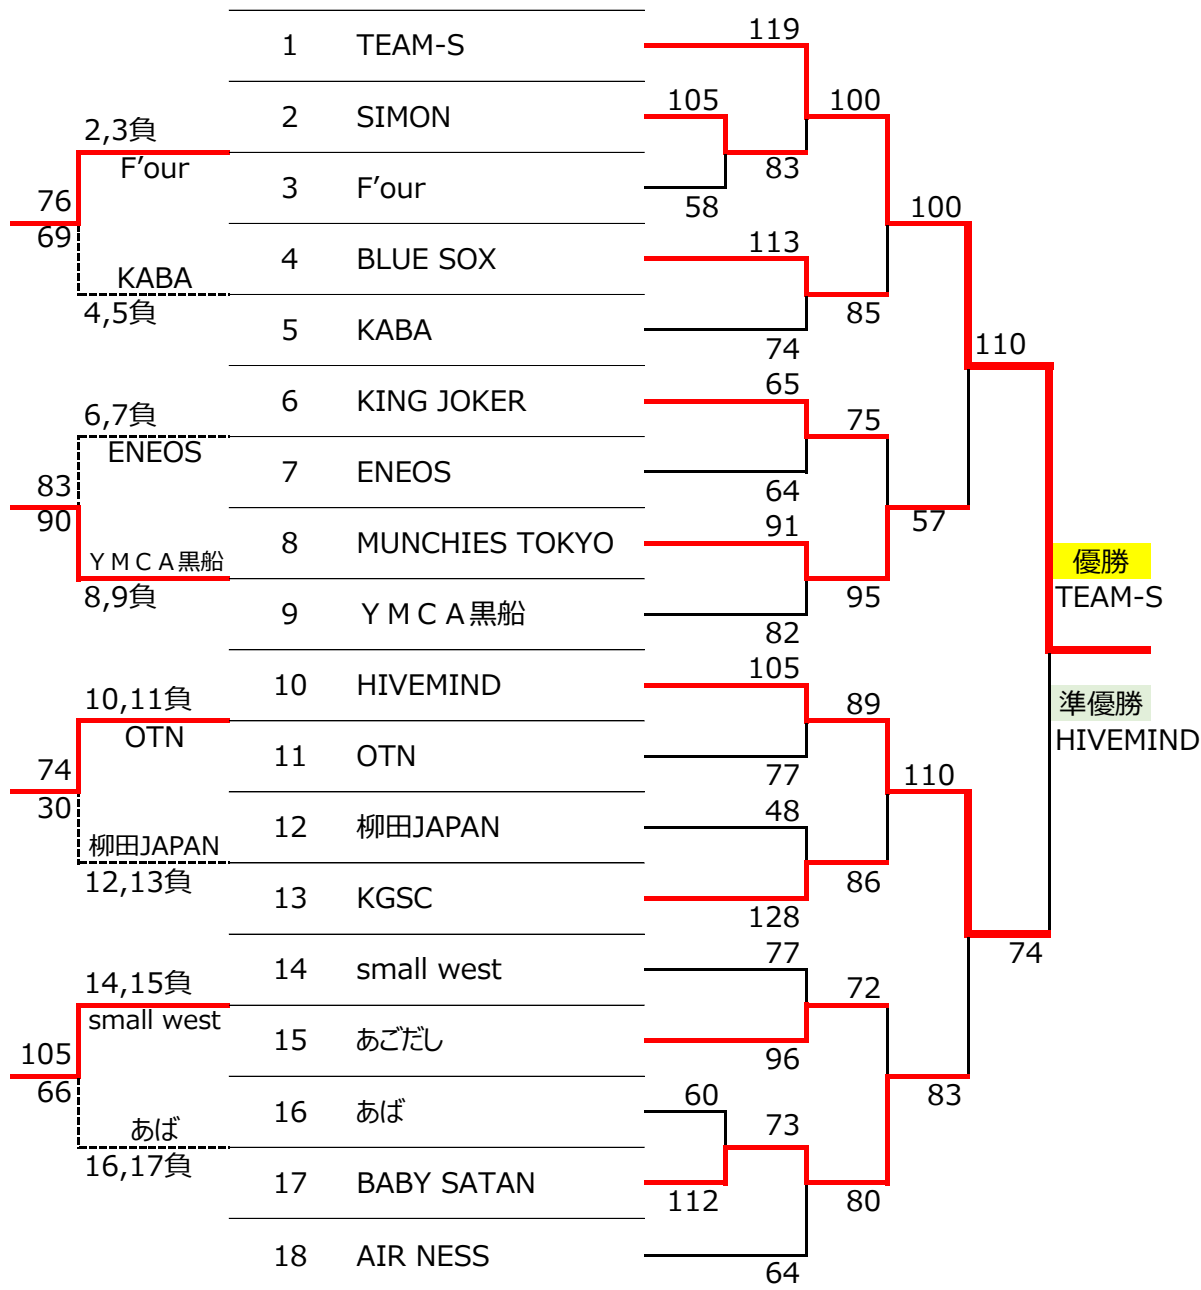 119
1 TEAM-S
105 100
2 SIMON
2,3負
F’our 83
3 F’our
76 58 100
69 113
4 BLUE SOX
KABA
4,5負 85
5 KABA
74 110
65
6 KING JOKER
6,7負 75
ENEOS
7 ENEOS
83 64
90 91 57
8 MUNCHIES TOKYO
ＹＭＣＡ黒船 優勝
8,9負 95 TEAM-S
9 ＹＭＣＡ黒船
82
105
10 HIVEMIND
10,11負 89 準優勝
OTN HIVEMIND
11 OTN
74 77 110
30 48
12 柳田JAPAN
柳田JAPAN
12,13負 86
13 KGSC
128
77 74
14 small west
14,15負 72
small west
15 あごだし
105 96
66 60 83
16 あば
あば 73
16,17負
17 BABY SATAN
112 80
18 AIR NESS
64